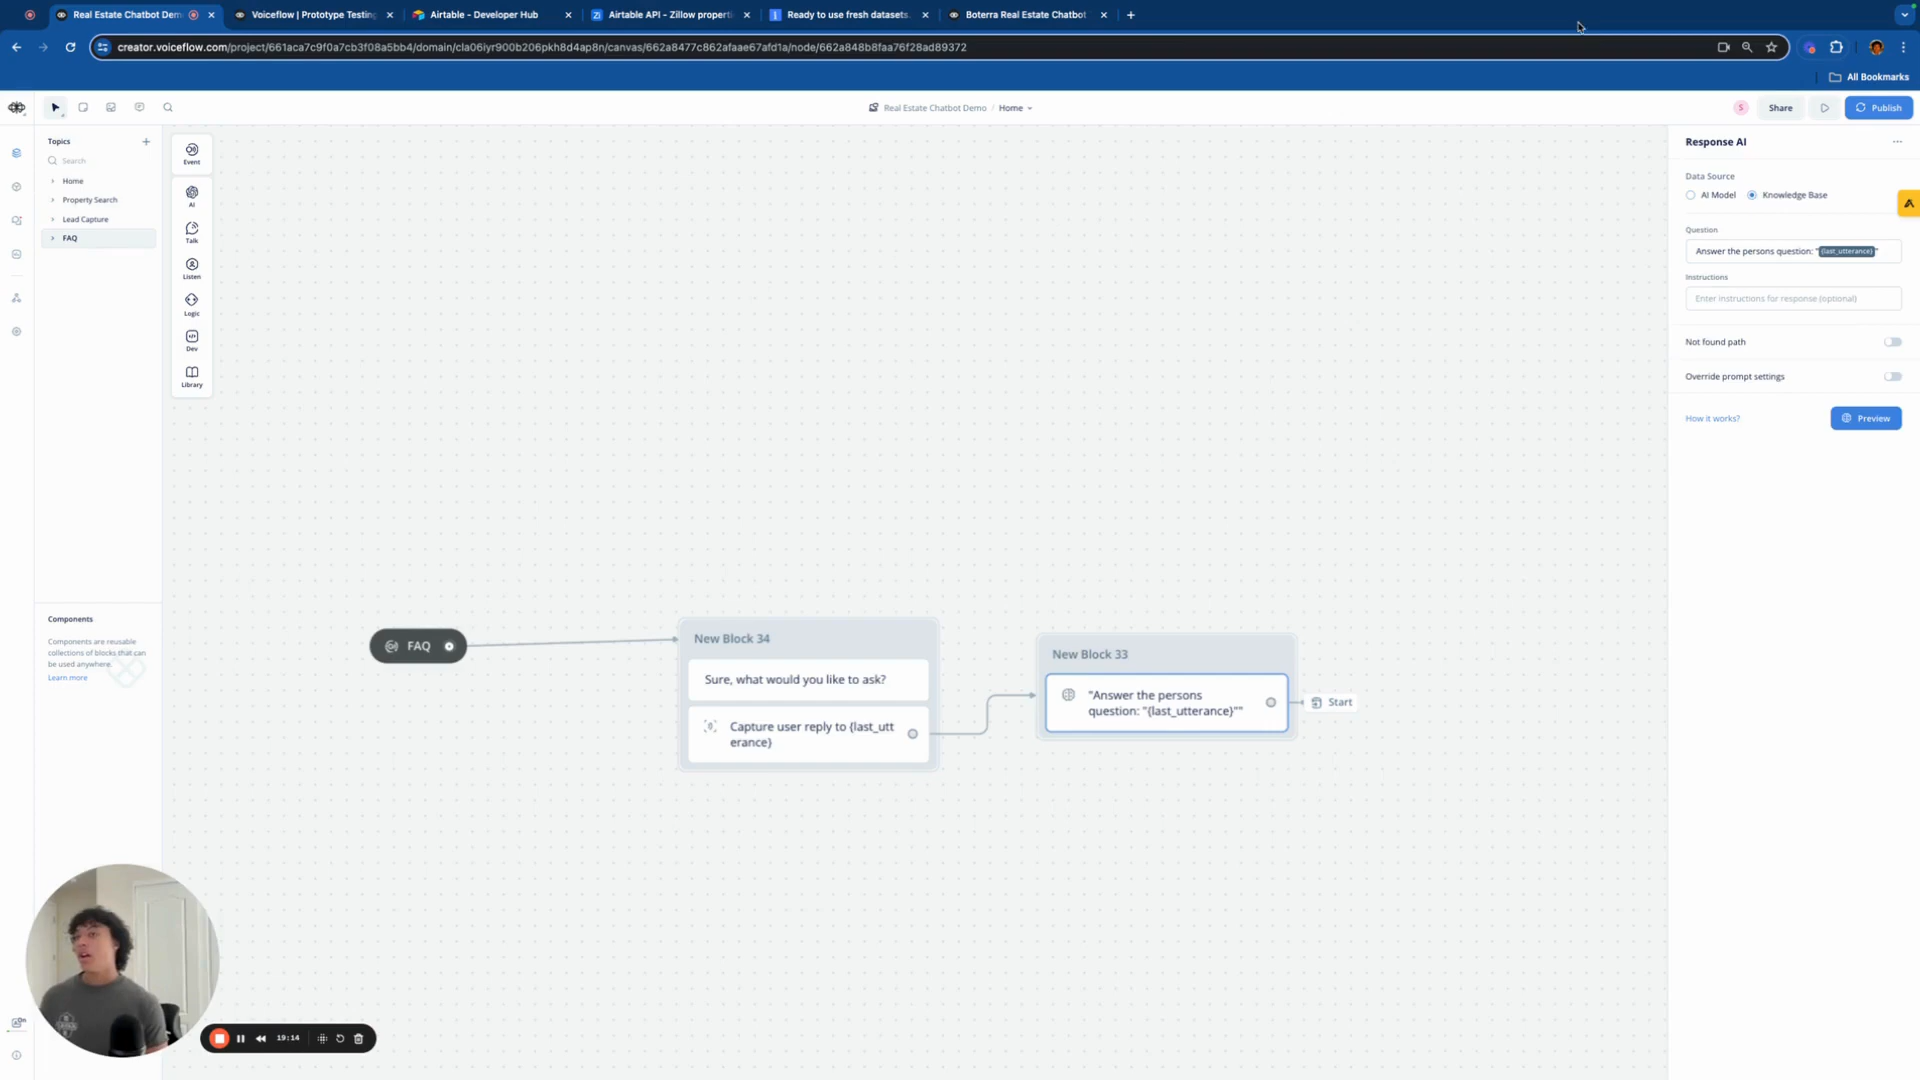 Real Estate Chatbot Dem
Voiceflow | Prototype Testing
Airtable - Developer Hub
Airtable API - Zillow properti
Ready to use fresh datasets.
Boterra Real Estate Chatbot
creator.voiceflow.com/project/661aca7c9f0a7cb3f08a5bb4/domain/cla06iyr900b206pkh8d4ap8n/canvas/662a8477c862afaae67afd1a/node/662a848b8faa76f28ad89372
All Bookmarks
Real Estate Chatbot Demo / Home
S
Share
Publish
Topics
Search
Home
Property Search
Lead Capture
FAQ
Event
AI
Talk
Listen
Logic
Dev
Library
Components
Components are reusable
collections of blocks that can
be used anywhere.
Learn more
FAQ
New Block 34
Sure, what would you like to ask?
Capture user reply to {last_utt
erance}
New Block 33
"Answer the persons
question: "{last_utterance}""
Start
Response AI
Data Source
AI Model
Knowledge Base
Question
Answer the persons question: "{last_utterance}"
Instructions
Enter instructions for response (optional)
Not found path
Override prompt settings
How it works?
Preview
19:14